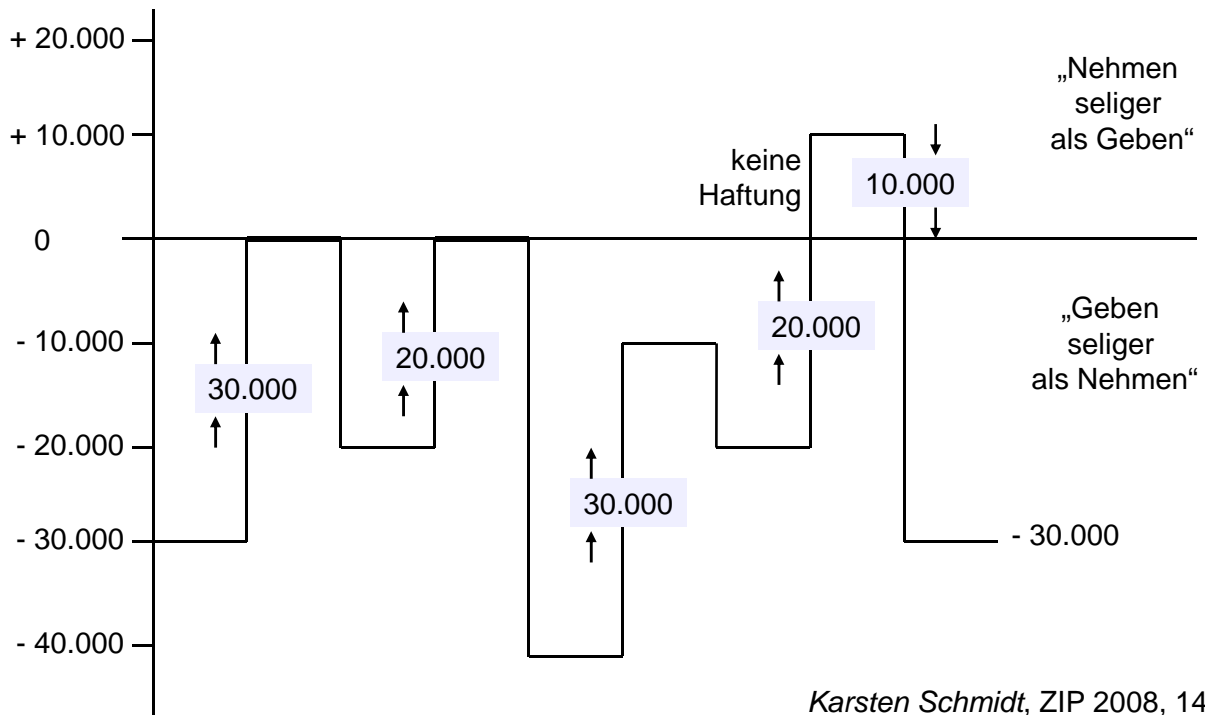 + 20.000
„Nehmen
seliger
als Geben“
+ 10.000
keine
Haftung
10.000
0
„Geben
seliger
als Nehmen“
- 10.000
20.000
20.000
30.000
- 20.000
30.000
- 30.000
- 30.000
- 40.000
Karsten Schmidt, ZIP 2008, 14